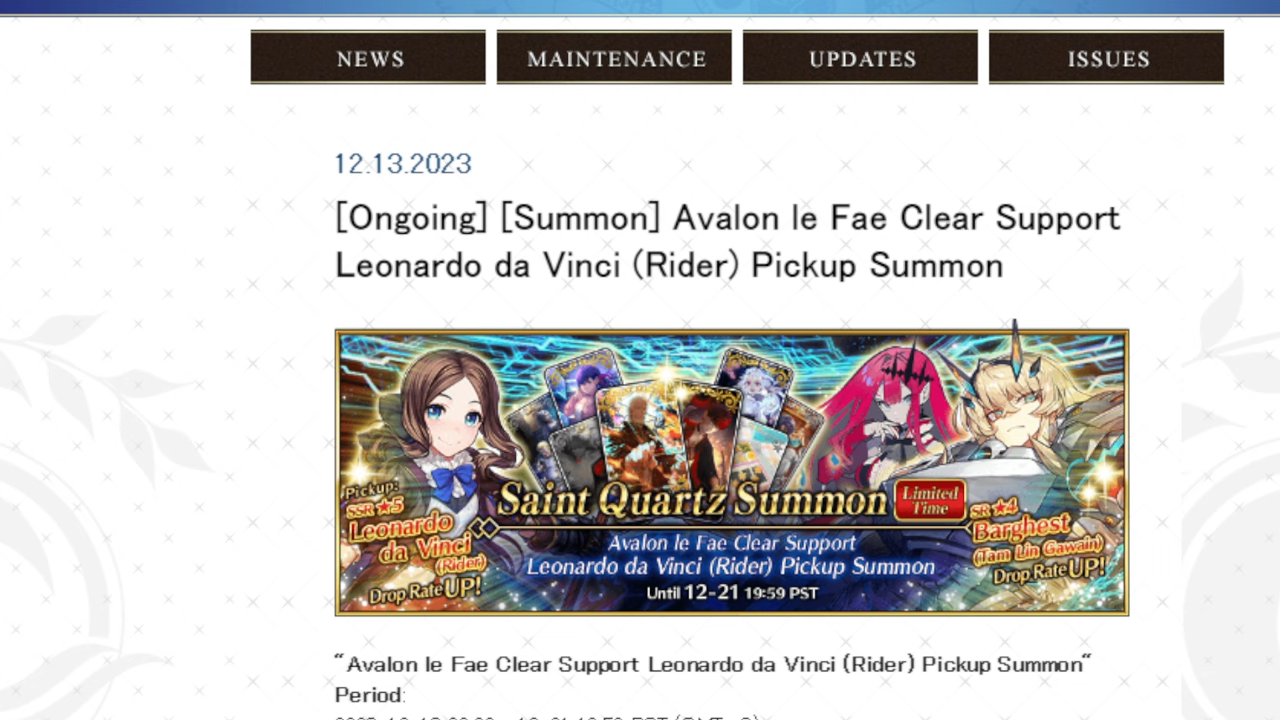 NEWS MAINTENANCE UPDATES ISSUES
12.13.2023
[Ongoing] [Summon] Avalon le Fae Clear Support
Leonardo da Vinci (Rider) Pickup Summon
Pickup:
SSR ★5
Leonardo
da Vinci
(Rider)
Drop Rate UP!
Saint Quartz Summon
Limited
Time
Avalon le Fae Clear Support
Leonardo da Vinci (Rider) Pickup Summon
Until 12-21 19:59 PST
SR ★4
Barghest
(Tam Lin Gawain)
Drop Rate UP!
“Avalon le Fae Clear Support Leonardo da Vinci (Rider) Pickup Summon“
Period: